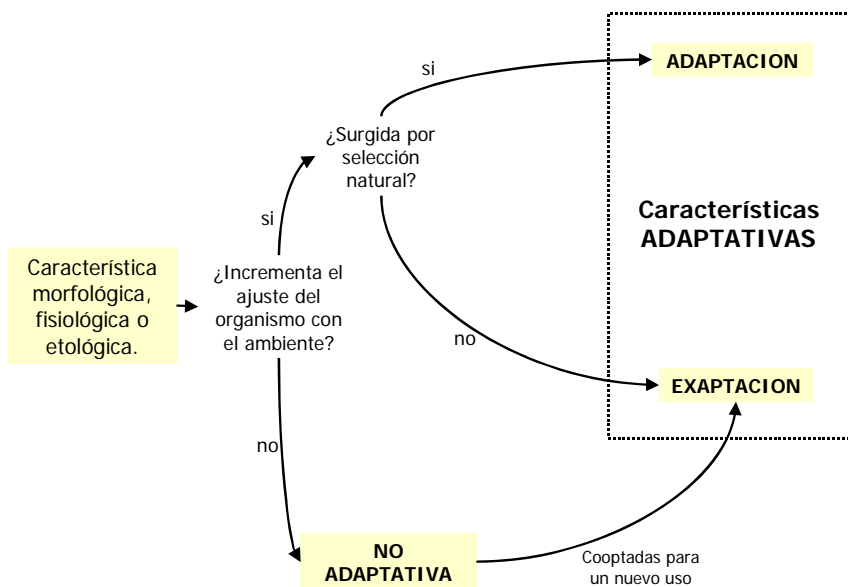 si
ADAPTACION
¿Surgida por
selección
natural?
si
Características
ADAPTATIVAS
Característica
morfológica,
fisiológica o
etológica.
¿Incrementa el
ajuste del
organismo con
el ambiente?
no
EXAPTACION
no
NO
ADAPTATIVA
Cooptadas para
un nuevo uso